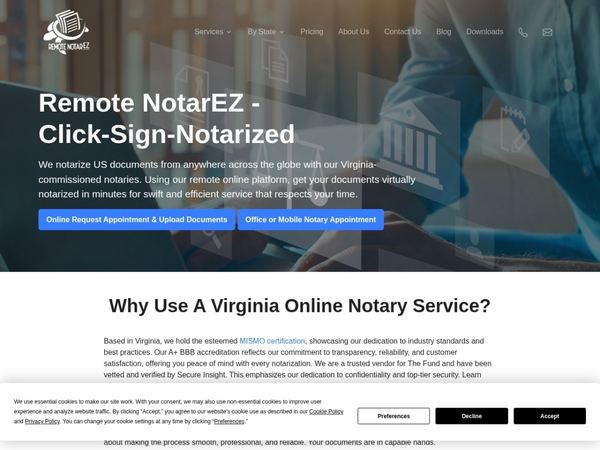 REMOTE NOTAREZ
Services By State Pricing About Us Contact Us Blog Downloads
Remote NotarEZ -
Click-Sign-Notarized
We notarize US documents from anywhere across the globe with our Virginia-
commissioned notaries. Using our remote online platform, get your documents virtually
notarized in minutes for swift and efficient service that respects your time.
Online Request Appointment & Upload Documents Office or Mobile Notary Appointment
Why Use A Virginia Online Notary Service?
Based in Virginia, we hold the esteemed MISMO certification, showcasing our dedication to industry standards and
best practices. Our A+ BBB accreditation reflects our commitment to transparency, reliability, and customer
satisfaction, offering you peace of mind with every notarization. We are a trusted vendor for The Fund and have been
vetted and verified by Secure Insight. This emphasizes our dedication to confidentiality and top-tier security. Learn
We use essential cookies to make our site work. With your consent, we may also use non-essential cookies to improve user
experience and analyze website traffic. By clicking "Accept," you agree to our website's cookie use as described in our Cookie Policy
and Privacy Policy. You can change your cookie settings at any time by clicking "Preferences."
Preferences Decline Accept
about making the process smooth, professional, and reliable. Your documents are in capable hands.